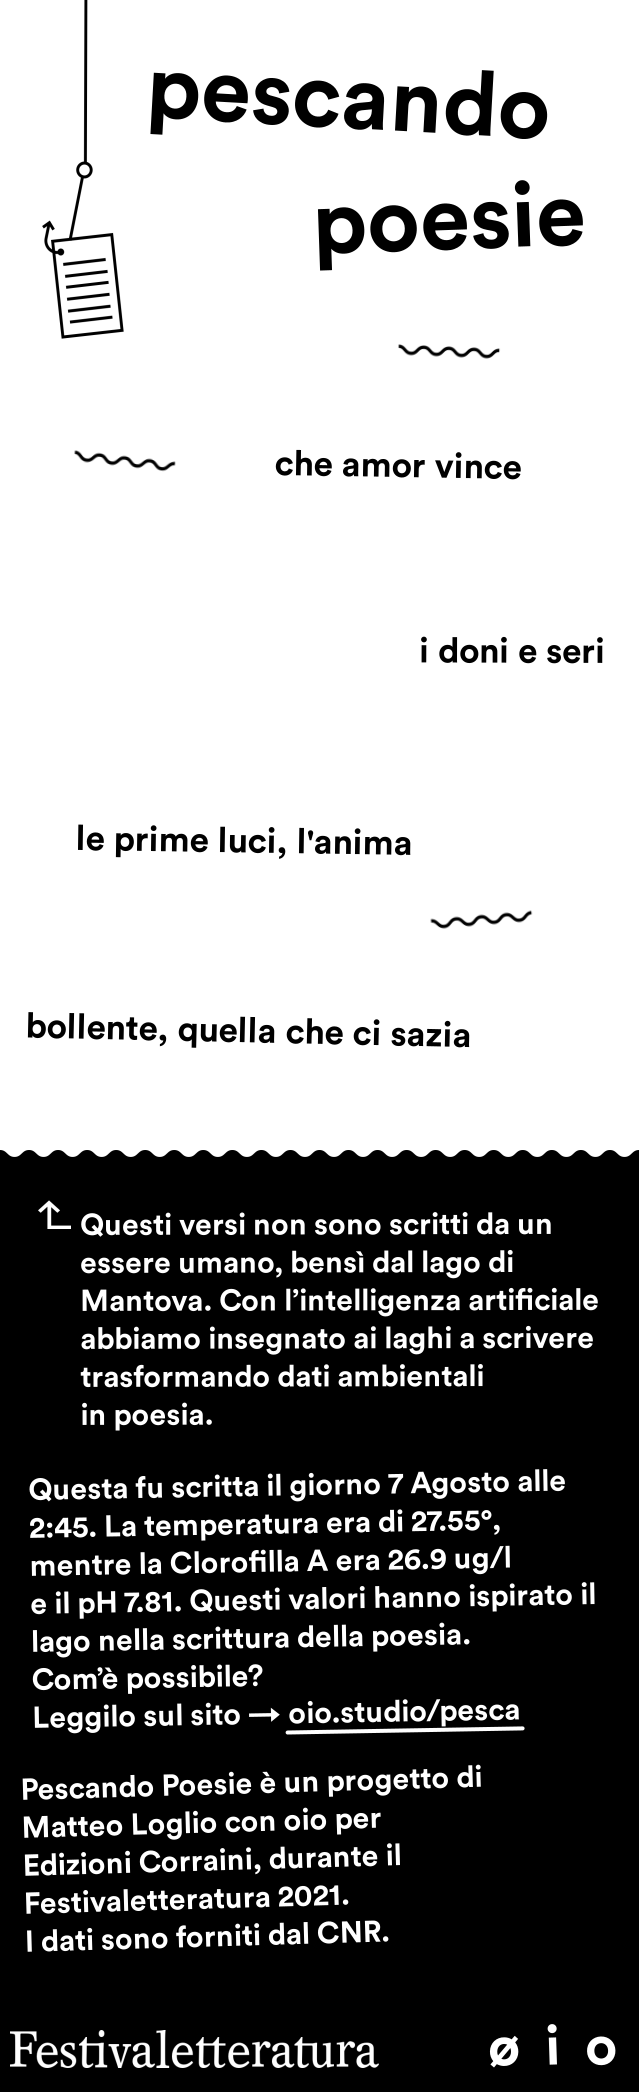 pescando
poesie
che amor vince
i doni e seri
le prime luci, l'anima
bollente, quella che ci sazia
Questi versi non sono scritti da un
essere umano, bensì dal lago di
Mantova. Con l’intelligenza artificiale
abbiamo insegnato ai laghi a scrivere
trasformando dati ambientali
in poesia.
Questa fu scritta il giorno 7 Agosto alle
2:45. La temperatura era di 27.55°,
mentre la Clorofilla A era 26.9 ug/l
e il pH 7.81. Questi valori hanno ispirato il
lago nella scrittura della poesia.
Com’è possibile?
Leggilo sul sito → oio.studio/pesca
Pescando Poesie è un progetto di
Matteo Loglio con oio per
Edizioni Corraini, durante il
Festivaletteratura 2021.
I dati sono forniti dal CNR.
Festivaletteratura ø i o